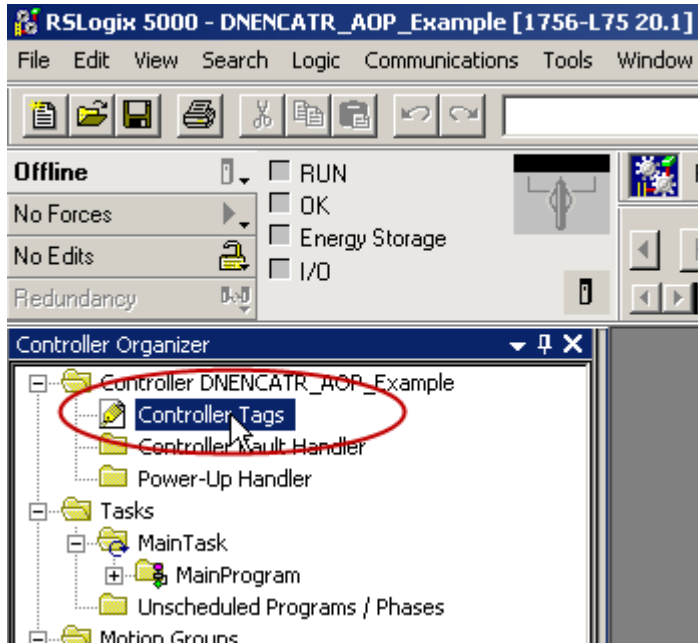 RSLogix 5000 - DNENCATR_AOP_Example [1756-L75 20.1]
File Edit View Search Logic Communications Tools Window
Offline
RUN
No Forces
OK
Energy Storage
No Edits
I/O
Redundancy
Controller Organizer
Controller DNENCATR_AOP_Example
Controller Tags
Controller Fault Handler
Power-Up Handler
Tasks
MainTask
MainProgram
Unscheduled Programs / Phases
Motion Groups